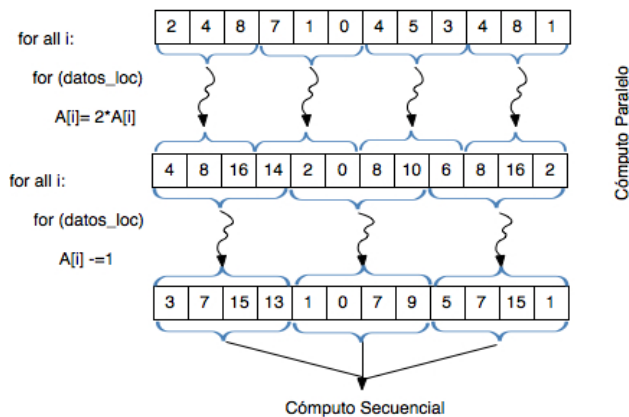 2 4 8 7 1 0 4 5 3 4 8 1
for all i:
for (datos_loc)
A[i]= 2*A[i]
4 8 16 14 2 0 8 10 6 8 16 2
for all i:
for (datos_loc)
A[i] -=1
3 7 15 13 1 0 7 9 5 7 15 1
Cómputo Secuencial
Cómputo Paralelo